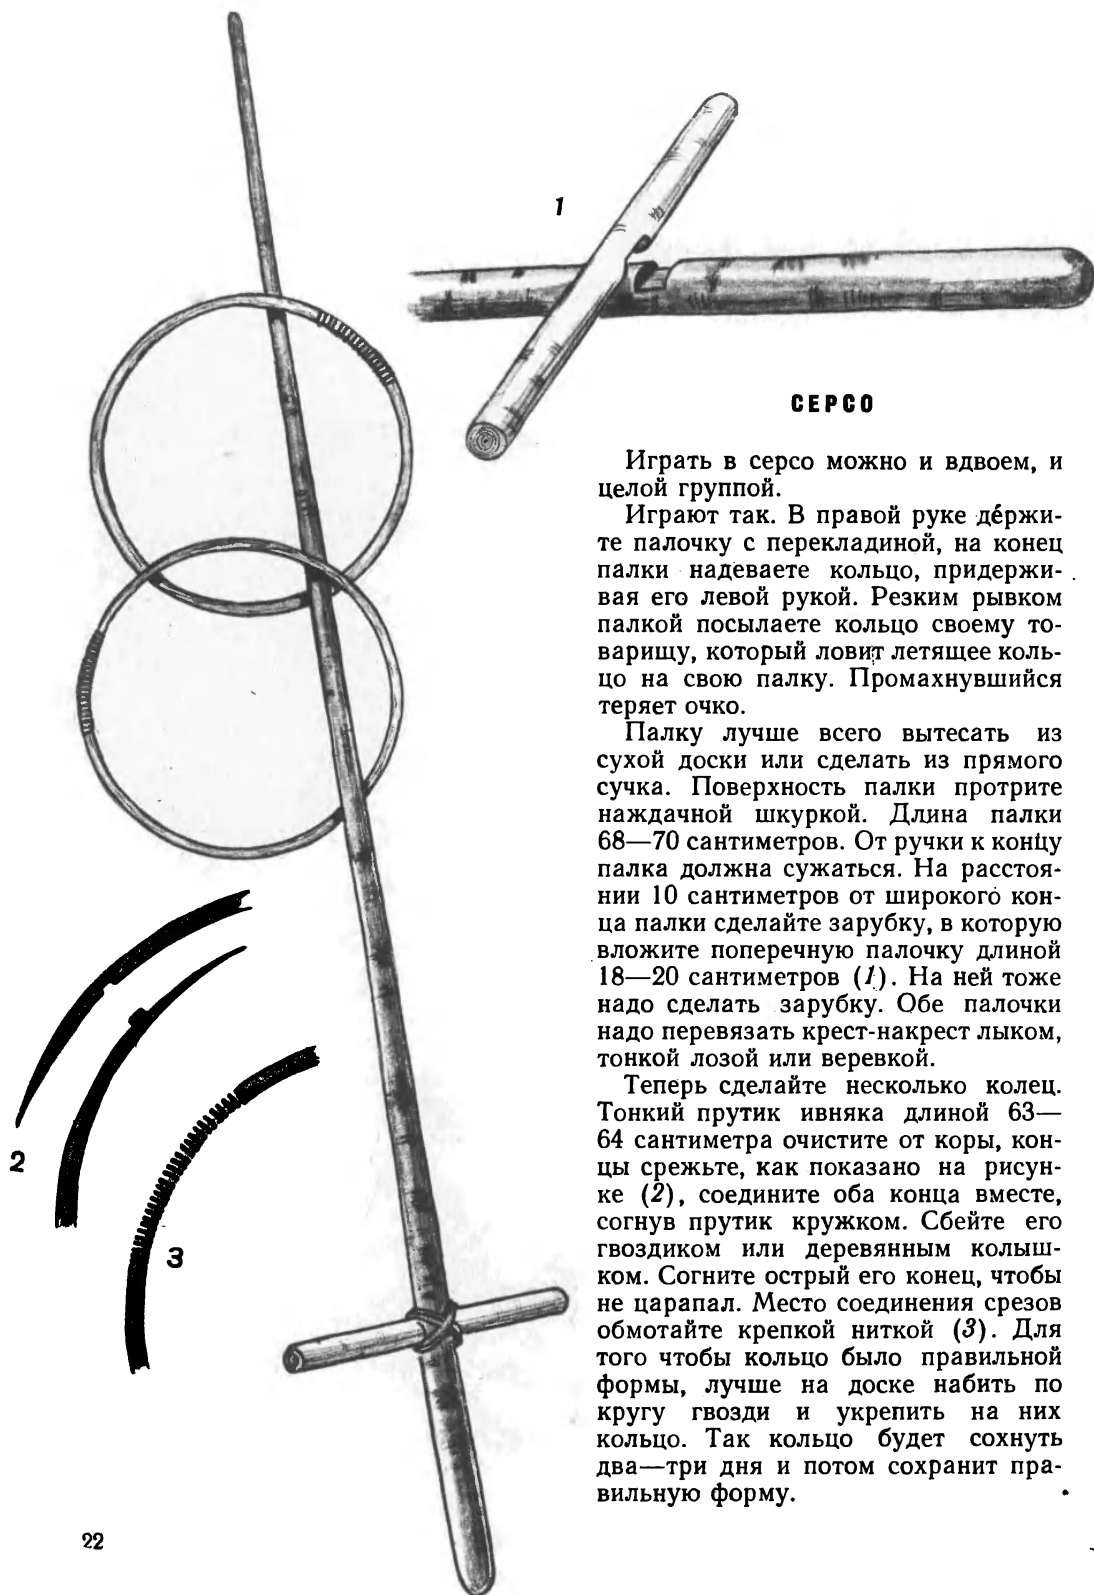 1
СЕРСО
Играть в серсо можно и вдвоем, и
целой группой.
Играют так. В правой руке де́ржи-
те палочку с перекладиной, на конец
палки надеваете кольцо, придержи-
вая его левой рукой. Резким рывком
палкой посылаете кольцо своему то-
варищу, который ловит летящее коль-
цо на свою палку. Промахнувшийся
теряет очко.
Палку лучше всего вытесать из
сухой доски или сделать из прямого
сучка. Поверхность палки протрите
наждачной шкуркой. Длина палки
68—70 сантиметров. От ручки к концу
палка должна сужаться. На расстоя-
нии 10 сантиметров от широкого кон-
ца палки сделайте зарубку, в которую
вложите поперечную палочку длиной
18—20 сантиметров (1). На ней тоже
надо сделать зарубку. Обе палочки
надо перевязать крест-накрест лыком,
тонкой лозой или веревкой.
Теперь сделайте несколько колец.
Тонкий прутик ивняка длиной 63—
64 сантиметра очистите от коры, кон-
цы срежьте, как показано на рисун-
ке (2), соедините оба конца вместе,
согнув прутик кружком. Сбейте его
гвоздиком или деревянным колыш-
ком. Согните острый его конец, чтобы
не царапал. Место соединения срезов
обмотайте крепкой ниткой (3). Для
того чтобы кольцо было правильной
формы, лучше на доске набить по
кругу гвозди и укрепить на них
кольцо. Так кольцо будет сохнуть
два—три дня и потом сохранит пра-
вильную форму.
2
3
22